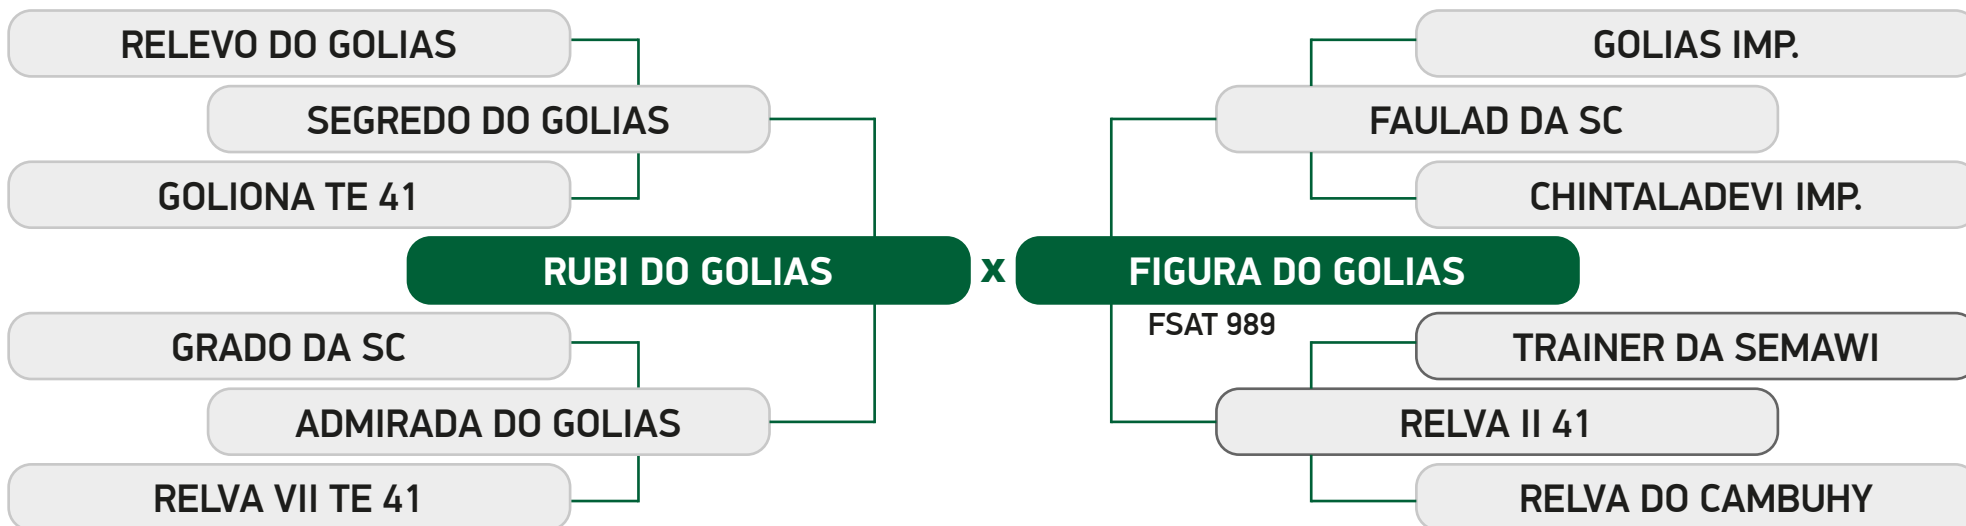 RELEVO DO GOLIAS
GOLIAS IMP.
SEGREDO DO GOLIAS
FAULAD DA SC
GOLIONA TE 41
CHINTALADEVI IMP.
RUBI DO GOLIAS x FIGURA DO GOLIAS
FSAT 989
GRADO DA SC
TRAINER DA SEMAWI
ADMIRADA DO GOLIAS
RELVA II 41
RELVA VII TE 41
RELVA DO CAMBUHY